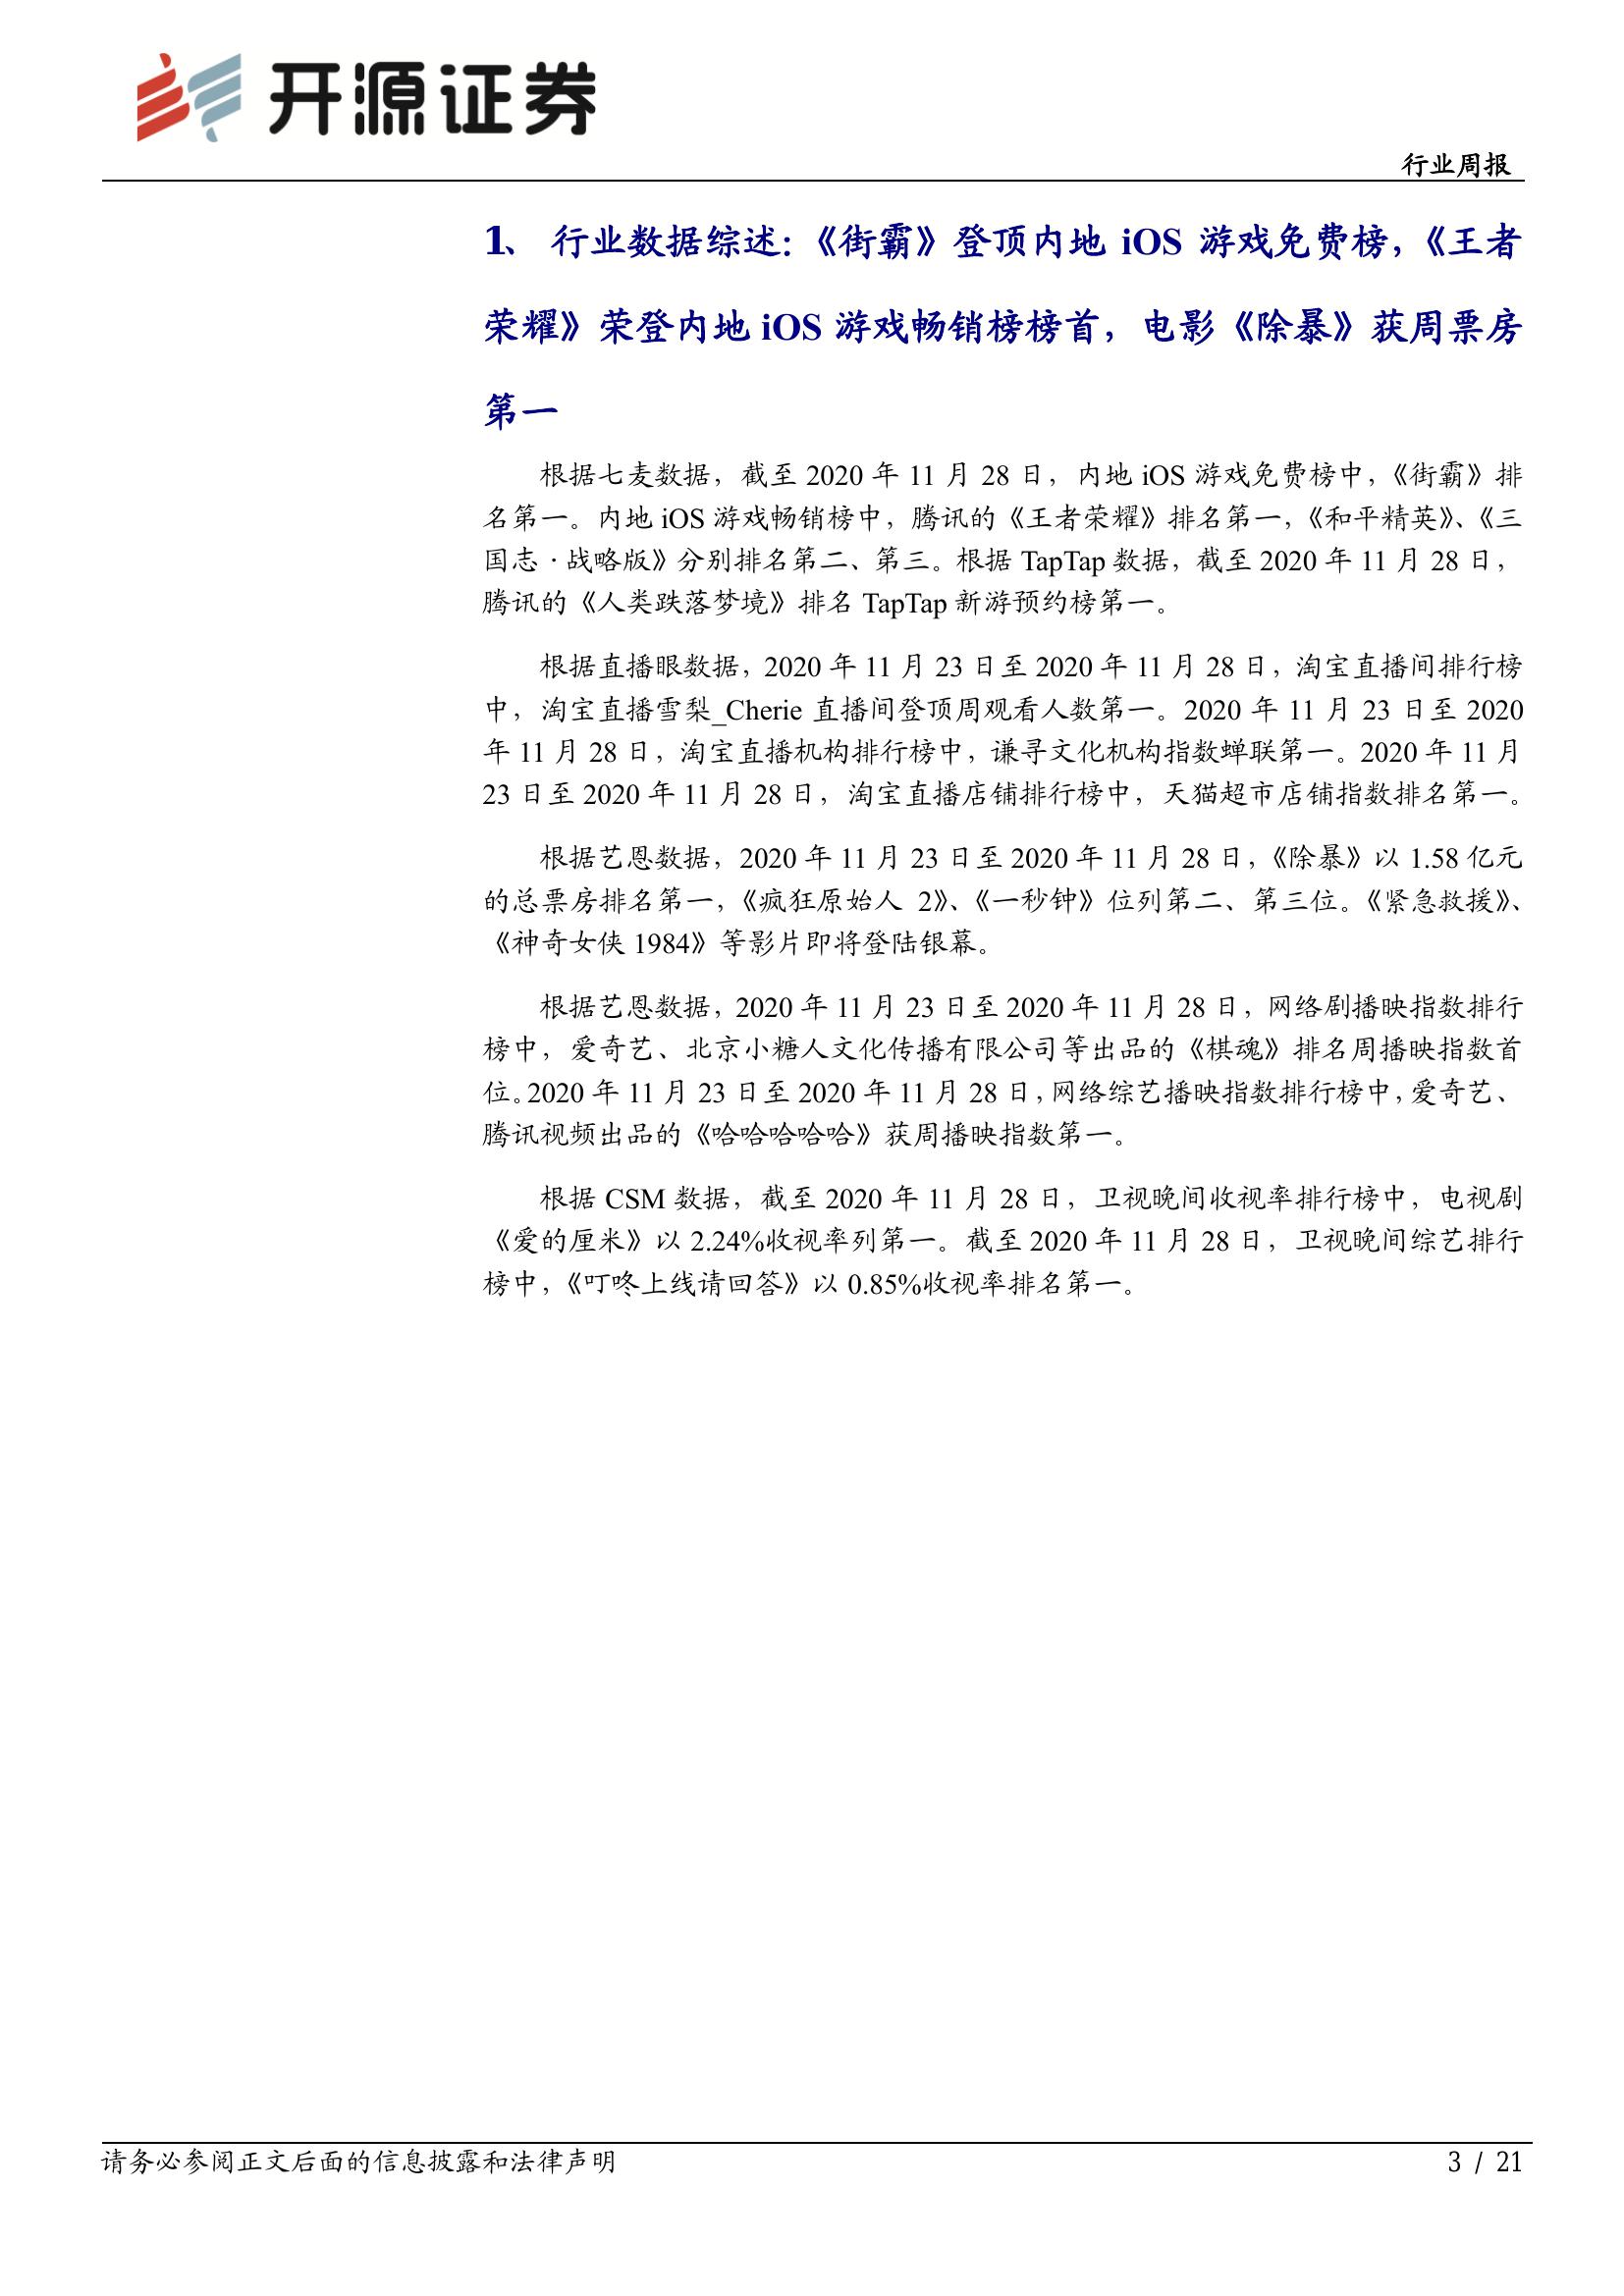 开源证券
行业周报
1、 行业数据综述：《街霸》登顶内地 iOS 游戏免费榜，《王者
荣耀》荣登内地 iOS 游戏畅销榜榜首，电影《除暴》获周票房
第一
根据七麦数据，截至 2020 年 11 月 28 日，内地 iOS 游戏免费榜中，《街霸》排
名第一。内地 iOS 游戏畅销榜中，腾讯的《王者荣耀》排名第一，《和平精英》、《三
国志·战略版》分别排名第二、第三。根据 TapTap 数据，截至 2020 年 11 月 28 日，
腾讯的《人类跌落梦境》排名 TapTap 新游预约榜第一。
根据直播眼数据，2020 年 11 月 23 日至 2020 年 11 月 28 日，淘宝直播间排行榜
中，淘宝直播雪梨_Cherie 直播间登顶周观看人数第一。2020 年 11 月 23 日至 2020
年 11 月 28 日，淘宝直播机构排行榜中，谦寻文化机构指数蝉联第一。2020 年 11 月
23 日至 2020 年 11 月 28 日，淘宝直播店铺排行榜中，天猫超市店铺指数排名第一。
根据艺恩数据，2020 年 11 月 23 日至 2020 年 11 月 28 日，《除暴》以 1.58 亿元
的总票房排名第一，《疯狂原始人 2》、《一秒钟》位列第二、第三位。《紧急救援》、
《神奇女侠 1984》等影片即将登陆银幕。
根据艺恩数据，2020 年 11 月 23 日至 2020 年 11 月 28 日，网络剧播映指数排行
榜中，爱奇艺、北京小糖人文化传播有限公司等出品的《棋魂》排名周播映指数首
位。2020 年 11 月 23 日至 2020 年 11 月 28 日，网络综艺播映指数排行榜中，爱奇艺、
腾讯视频出品的《哈哈哈哈哈》获周播映指数第一。
根据 CSM 数据，截至 2020 年 11 月 28 日，卫视晚间收视率排行榜中，电视剧
《爱的厘米》以 2.24%收视率列第一。截至 2020 年 11 月 28 日，卫视晚间综艺排行
榜中，《叮咚上线请回答》以 0.85%收视率排名第一。
请务必参阅正文后面的信息披露和法律声明
3 / 21